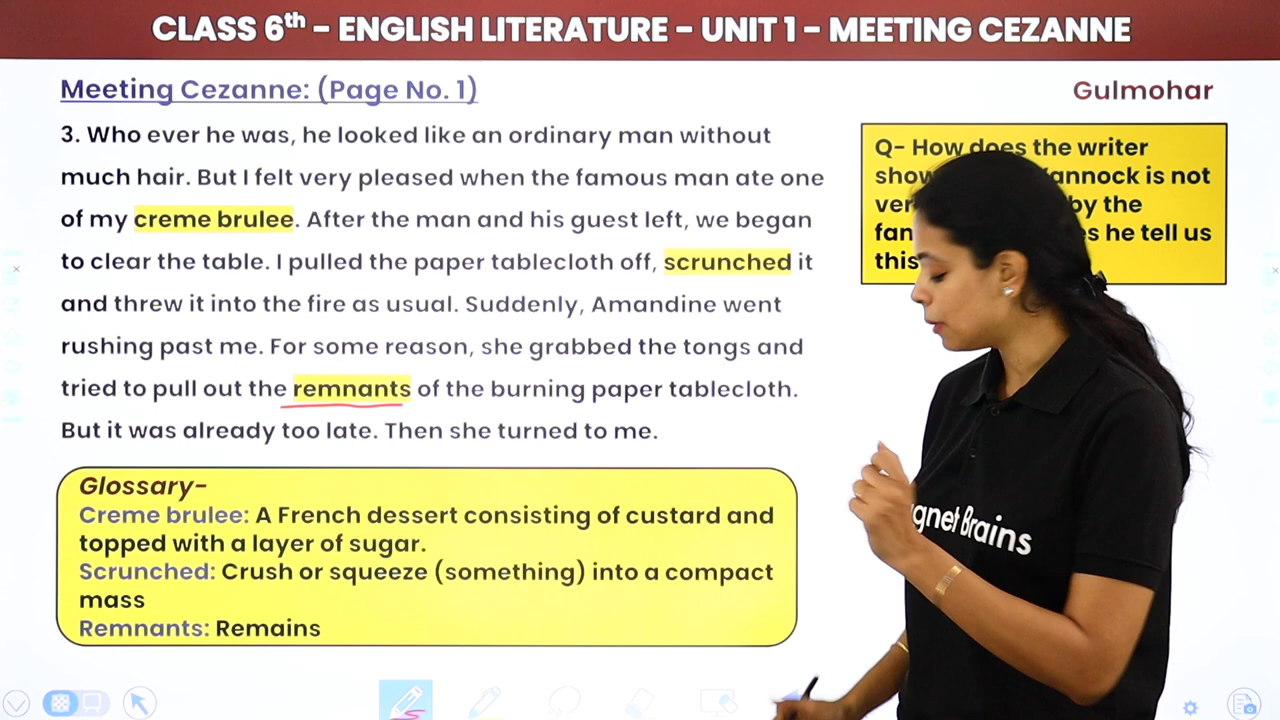 CLASS 6th – ENGLISH LITERATURE – UNIT 1 – MEETING CEZANNE
Meeting Cezanne: (Page No. 1)
Gulmohar
3. Who ever he was, he looked like an ordinary man without
much hair. But I felt very pleased when the famous man ate one
of my creme brulee. After the man and his guest left, we began
to clear the table. I pulled the paper tablecloth off, scrunched it
and threw it into the fire as usual. Suddenly, Amandine went
rushing past me. For some reason, she grabbed the tongs and
tried to pull out the remnants of the burning paper tablecloth.
But it was already too late. Then she turned to me.
Q- How does the writer
is not
by the
he tell us
this
Glossary-
Creme brulee: A French dessert consisting of custard and
topped with a layer of sugar.
Scrunched: Crush or squeeze (something) into a compact
mass
Remnants: Remains
Brains